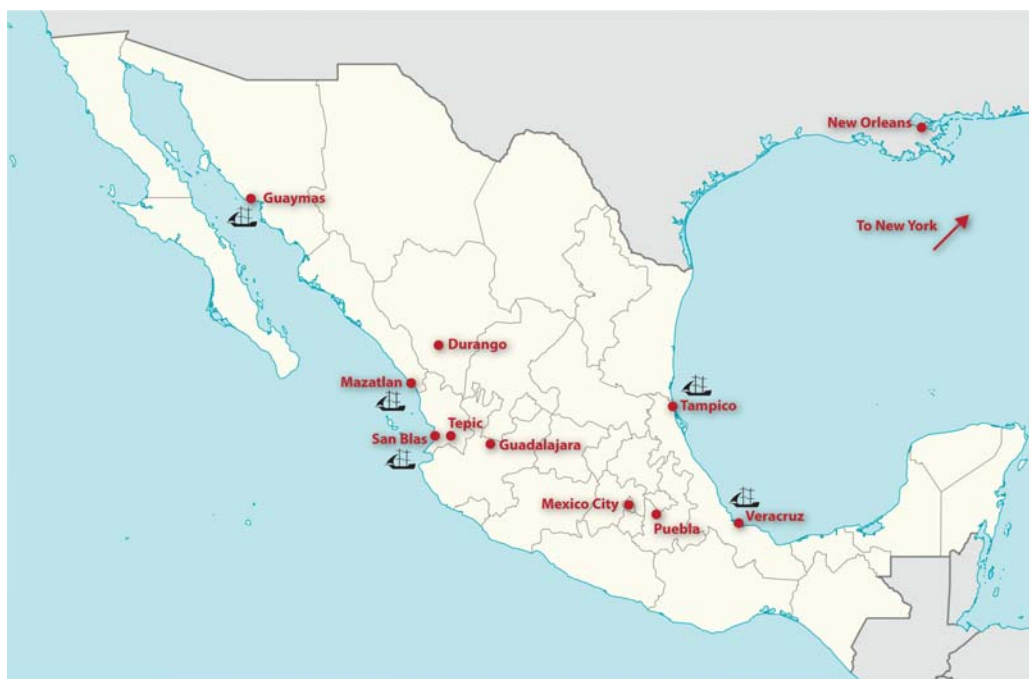 New Orleans
Guaymas
To New York
Durango
Mazatlan
Tampico
Tepic
San Blas
Guadalajara
Mexico City
Veracruz
Puebla